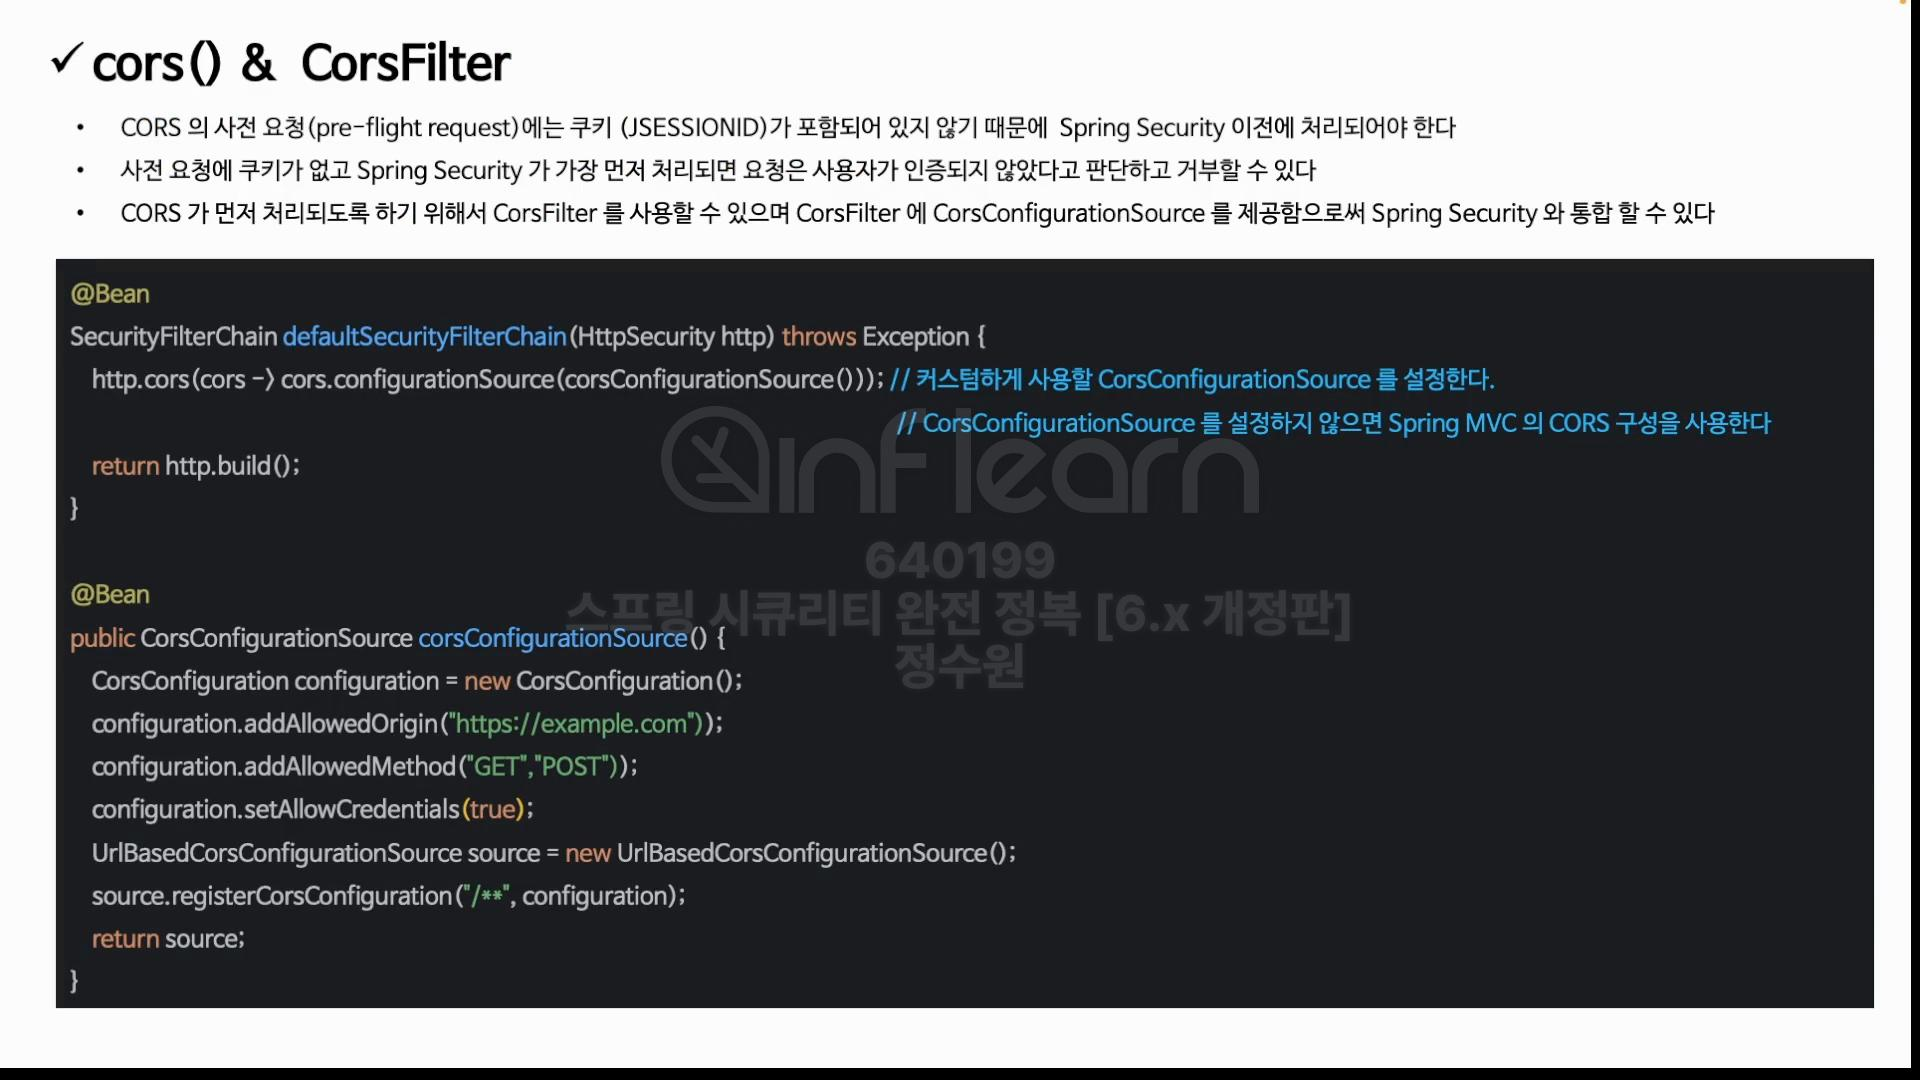 ✓ cors() & CorsFilter
• CORS 의 사전 요청(pre-flight request)에는 쿠키 (JSESSIONID)가 포함되어 있지 않기 때문에 Spring Security 이전에 처리되어야 한다
• 사전 요청에 쿠키가 없고 Spring Security 가 가장 먼저 처리되면 요청은 사용자가 인증되지 않았다고 판단하고 거부할 수 있다
• CORS 가 먼저 처리되도록 하기 위해서 CorsFilter 를 사용할 수 있으며 CorsFilter 에 CorsConfigurationSource 를 제공함으로써 Spring Security 와 통합 할 수 있다
@Bean
SecurityFilterChain defaultSecurityFilterChain(HttpSecurity http) throws Exception {
http.cors(cors -> cors.configurationSource(corsConfigurationSource())); // 커스텀하게 사용할 CorsConfigurationSource 를 설정한다.
// CorsConfigurationSource 를 설정하지 않으면 Spring MVC 의 CORS 구성을 사용한다
return http.build();
}
@Bean
public CorsConfigurationSource corsConfigurationSource() {
CorsConfiguration configuration = new CorsConfiguration();
configuration.addAllowedOrigin("https://example.com"));
configuration.addAllowedMethod("GET","POST"));
configuration.setAllowCredentials(true);
UrlBasedCorsConfigurationSource source = new UrlBasedCorsConfigurationSource();
source.registerCorsConfiguration("/**", configuration);
return source;
}
inflearn
640199
스프링 시큐리티 완전 정복 [6.x 개정판]
정수원